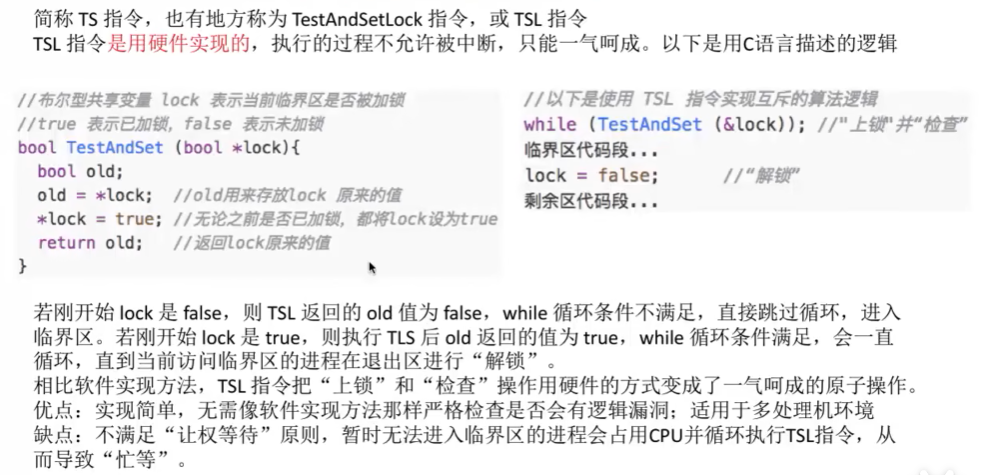 简称 TS 指令，也有地方称为 TestAndSetLock 指令，或 TSL 指令
TSL 指令是用硬件实现的，执行的过程不允许被中断，只能一气呵成。以下是用C语言描述的逻辑
//布尔型共享变量 lock 表示当前临界区是否被加锁
//true 表示已加锁，false 表示未加锁
bool TestAndSet (bool *lock){
bool old;
old = *lock; //old用来存放lock 原来的值
*lock = true; //无论之前是否已加锁，都将lock设为true
return old; //返回lock原来的值
}
//以下是使用 TSL 指令实现互斥的算法逻辑
while (TestAndSet (&lock)); //"上锁"并“检查”
临界区代码段...
lock = false; //“解锁”
剩余区代码段...
若刚开始 lock 是 false，则 TSL 返回的 old 值为 false，while 循环条件不满足，直接跳过循环，进入
临界区。若刚开始 lock 是 true，则执行 TLS 后 old 返回的值为 true，while 循环条件满足，会一直
循环，直到当前访问临界区的进程在退出区进行“解锁”。
相比软件实现方法，TSL 指令把“上锁”和“检查”操作用硬件的方式变成了一气呵成的原子操作。
优点：实现简单，无需像软件实现方法那样严格检查是否会有逻辑漏洞；适用于多处理机环境
缺点：不满足“让权等待”原则，暂时无法进入临界区的进程会占用CPU并循环执行TSL指令，从
而导致“忙等”。